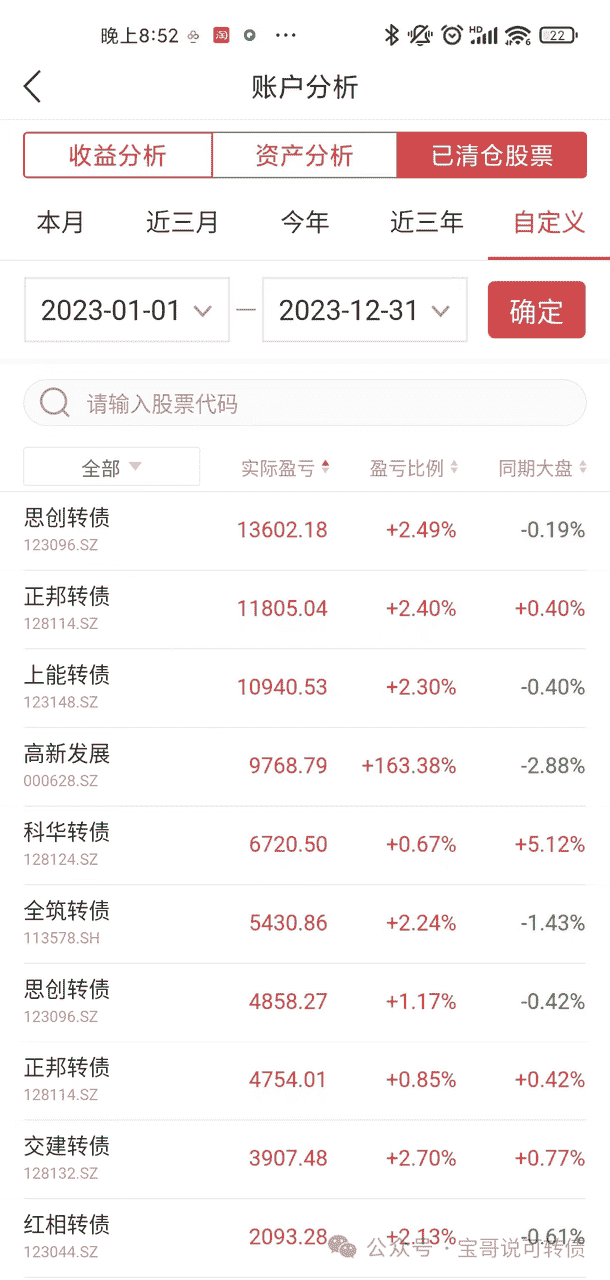 晚上8:52 淘 ... HD 6 22
账户分析
收益分析 资产分析 已清仓股票
本月 近三月 今年 近三年 自定义
2023-01-01 — 2023-12-31 确定
请输入股票代码
全部 实际盈亏 盈亏比例 同期大盘
思创转债 13602.18 +2.49% -0.19%
123096.SZ
正邦转债 11805.04 +2.40% +0.40%
128114.SZ
上能转债 10940.53 +2.30% -0.40%
123148.SZ
高新发展 9768.79 +163.38% -2.88%
000628.SZ
科华转债 6720.50 +0.67% +5.12%
128124.SZ
全筑转债 5430.86 +2.24% -1.43%
113578.SH
思创转债 4858.27 +1.17% -0.42%
123096.SZ
正邦转债 4754.01 +0.85% +0.42%
128114.SZ
交建转债 3907.48 +2.70% +0.77%
128132.SZ
红相转债 2093.28 +2.13% -0.61%
123044.SZ
公众号 · 宝哥说可转债